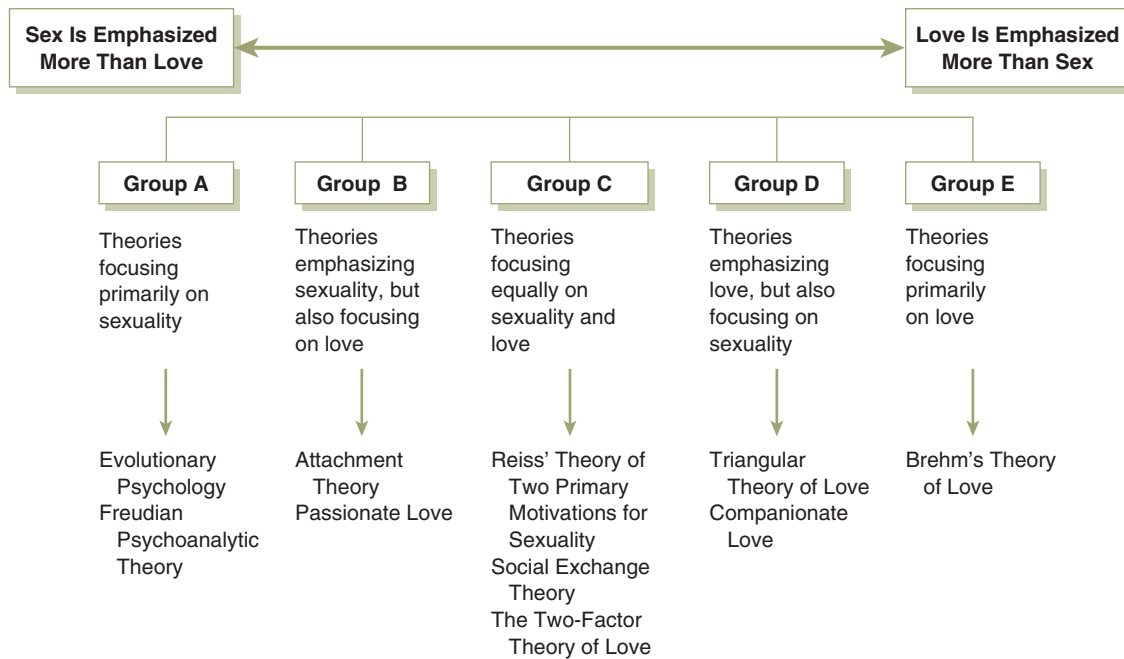 Sex Is Emphasized
More Than Love
Love Is Emphasized
More Than Sex
Group A
Theories
focusing
primarily on
sexuality
Evolutionary
Psychology
Freudian
Psychoanalytic
Theory
Group B
Theories
emphasizing
sexuality, but
also focusing
on love
Attachment
Theory
Passionate Love
Group C
Theories
focusing
equally on
sexuality and
love
Reiss’ Theory of
Two Primary
Motivations for
Sexuality
Social Exchange
Theory
The Two-Factor
Theory of Love
Group D
Theories
emphasizing
love, but also
focusing on
sexuality
Triangular
Theory of Love
Companionate
Love
Group E
Theories
focusing
primarily
on love
Brehm’s Theory
of Love